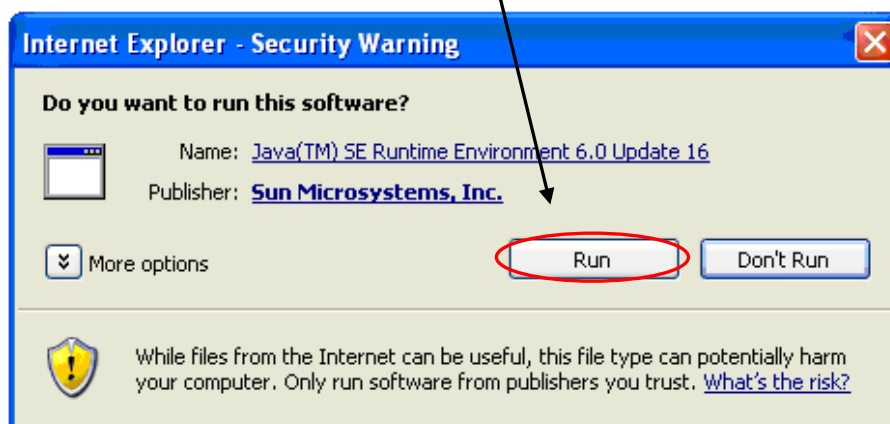 Internet Explorer - Security Warning
Do you want to run this software?
Name: Java(TM) SE Runtime Environment 6.0 Update 16
Publisher: Sun Microsystems, Inc.
More options
Run
Don't Run
While files from the Internet can be useful, this file type can potentially harm
your computer. Only run software from publishers you trust. What's the risk?